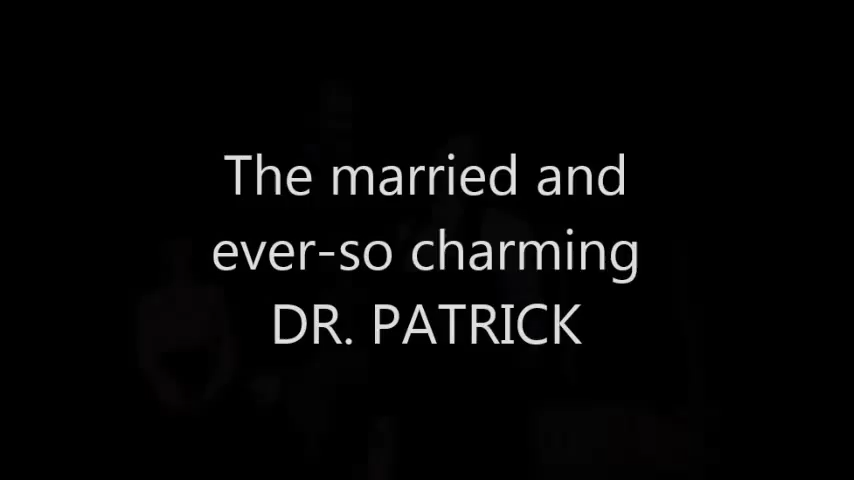 The married and
ever-so charming
DR. PATRICK